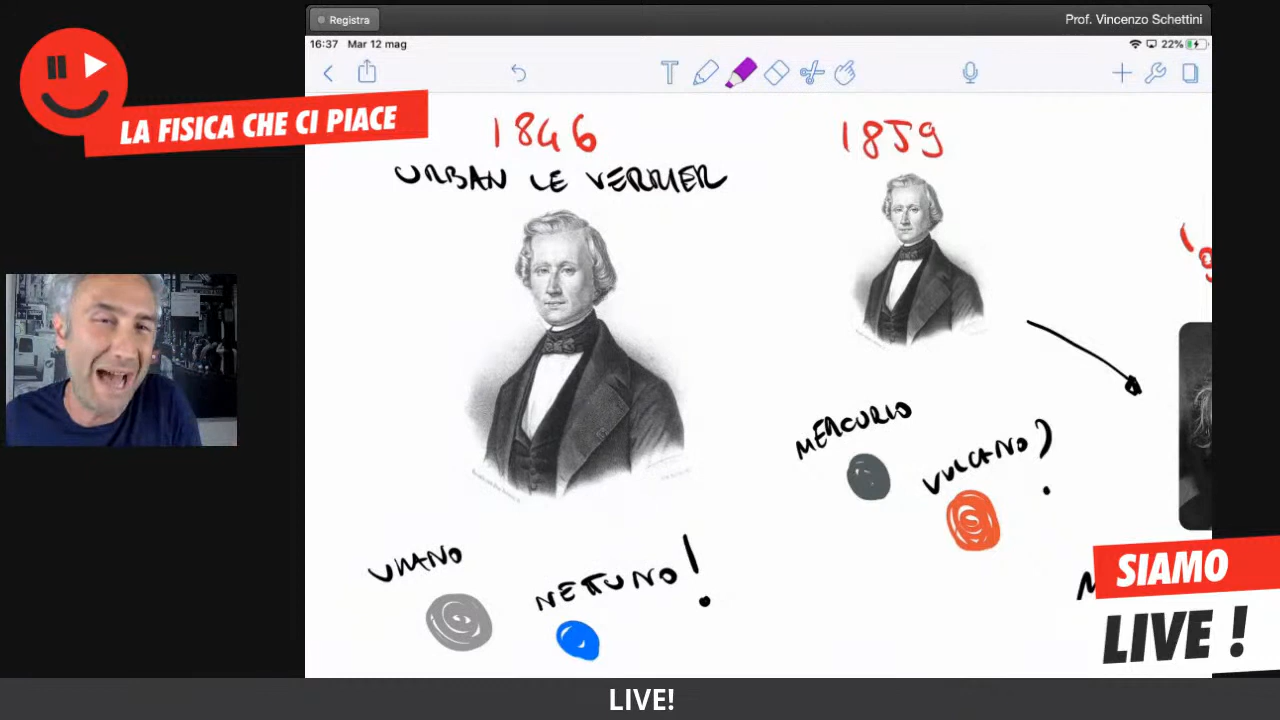 Registra
Prof. Vincenzo Schettini
16:37 Mar 12 mag
22%
LA FISICA CHE CI PIACE
1846
1859
URBAN LE VERRIER
MERCURIO
VULCANO?
URANO
NETTUNO!
SIAMO
LIVE!
LIVE!